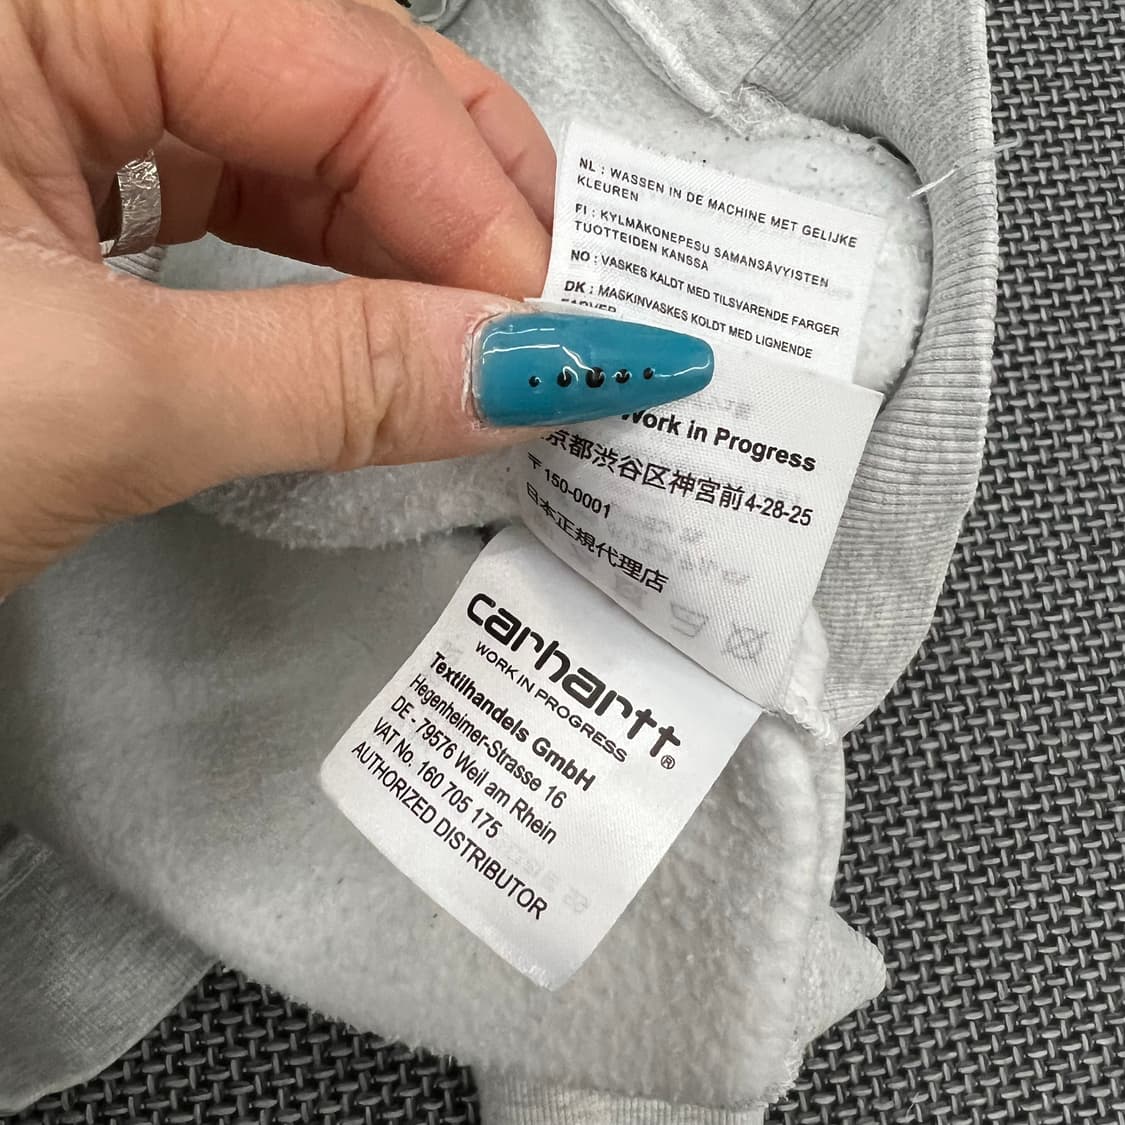 NL : WASSEN IN DE MACHINE MET GELIJKE
KLEUREN
FI : KYLMÄKONEPESU SAMANSÄVYISTEN
TUOTTEIDEN KANSSA
NO : VASKES KALDT MED TILSVARENDE FARGER
DK : MASKINVASKES KOLDT MED LIGNENDE
FARVER
Work in Progress
京都渋谷区神宮前4-28-25
〒150-0001
日本正規代理店
carhartt®
WORK IN PROGRESS
Textilhandels GmbH
Hegenheimer-Strasse 16
DE - 79576 Weil am Rhein
VAT No. 160 705 175
AUTHORIZED DISTRIBUTOR